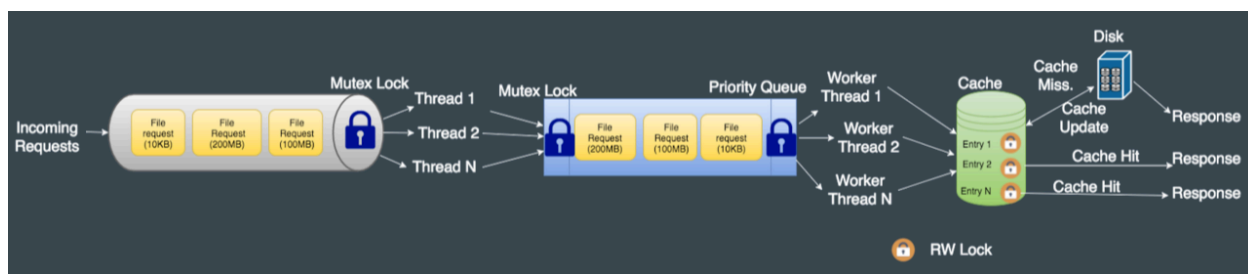 Incoming
Requests
File
request
(10KB)
File
Request
(200MB)
File
Request
(100MB)
Mutex Lock
Thread 1
Thread 2
Thread N
Mutex Lock
File
Request
(200MB)
File
Request
(100MB)
File
request
(10KB)
Priority Queue
Worker
Thread 1
Worker
Thread 2
Worker
Thread N
Cache
Entry 1
Entry 2
Entry N
Cache
Miss.
Disk
Cache
Update
Response
Cache Hit
Response
Cache Hit
Response
RW Lock